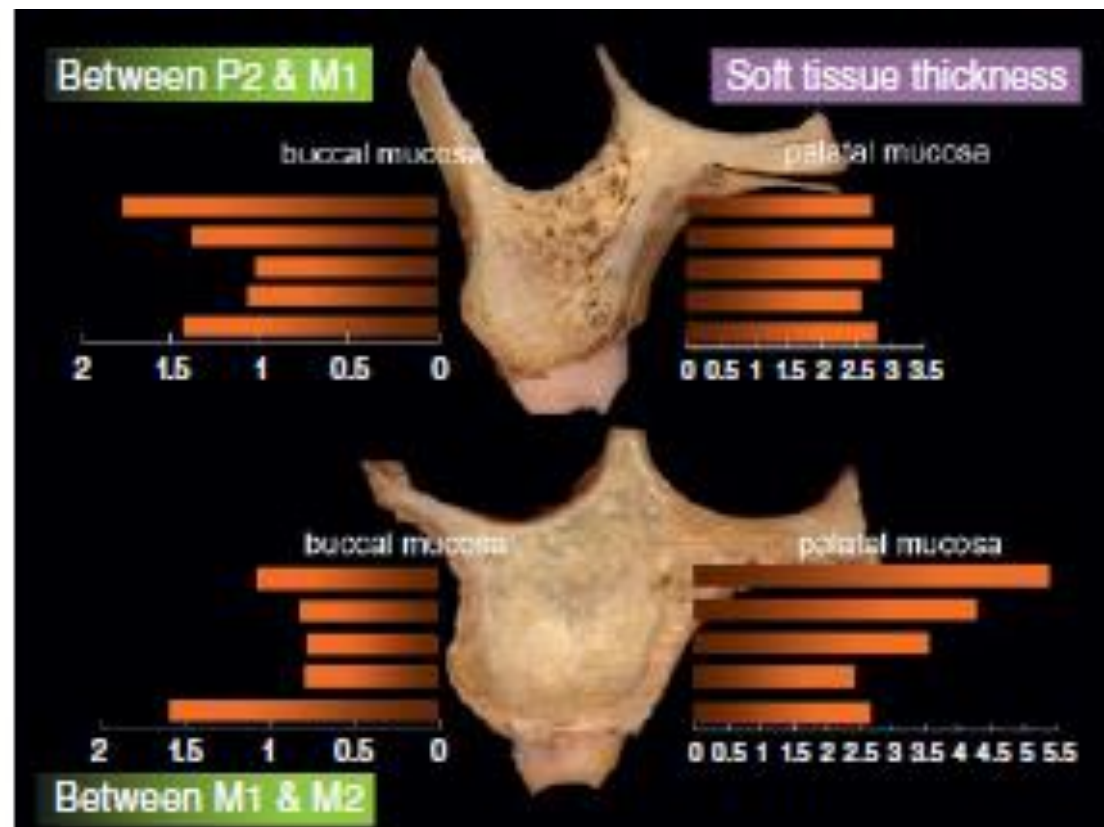 Between P2 & M1
Soft tissue thickness
buccal mucosa
palatal mucosa
2 1.5 1 0.5 0
0 0.5 1 1.5 2 2.5 3 3.5
buccal mucosa
palatal mucosa
2 1.5 1 0.5 0
0 0.5 1 1.5 2 2.5 3 3.5 4 4.5 5 5.5
Between M1 & M2